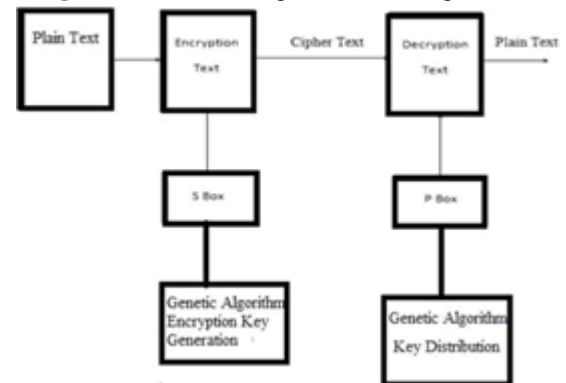 Plain Text
Encryption
Text
Cipher Text
Decryption
Text
Plain Text
S Box
P Box
Genetic Algorithm
Encryption Key
Generation
Genetic Algorithm
Key Distribution